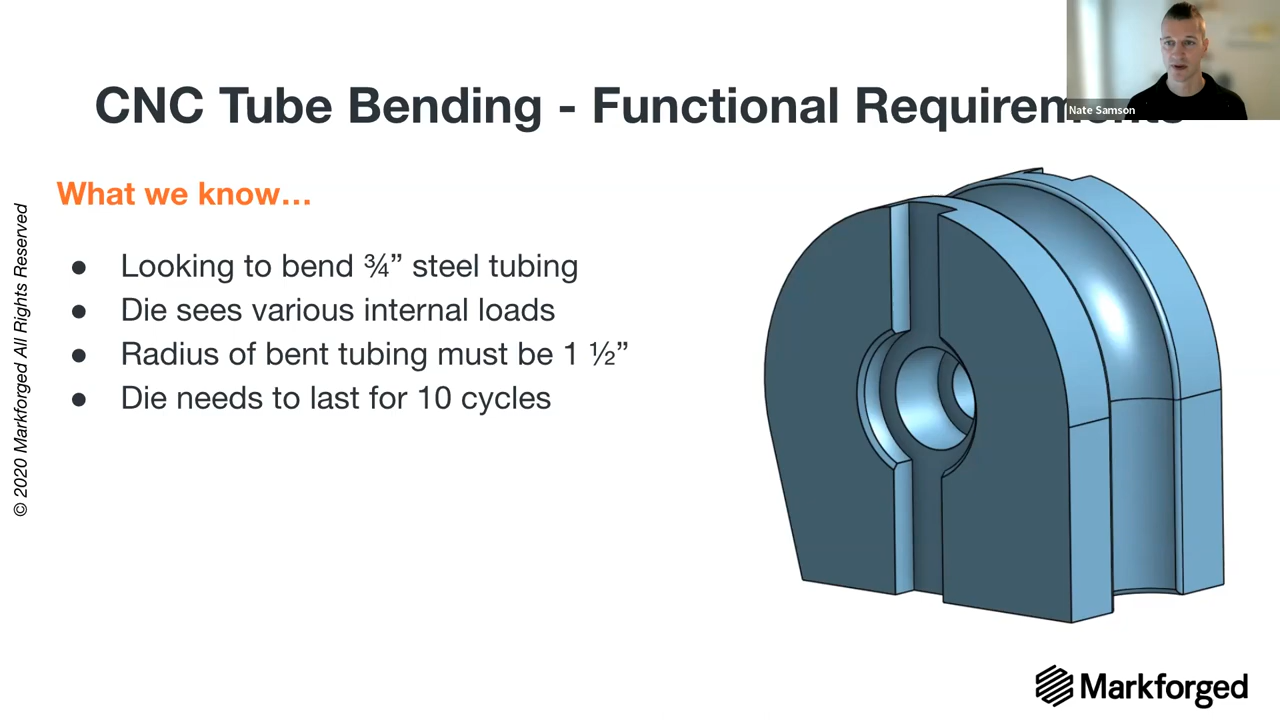 CNC Tube Bending - Functional Requirements
Nate Samson
What we know...
● Looking to bend ¾” steel tubing
● Die sees various internal loads
● Radius of bent tubing must be 1 ½”
● Die needs to last for 10 cycles
© 2020 Markforged All Rights Reserved
Markforged